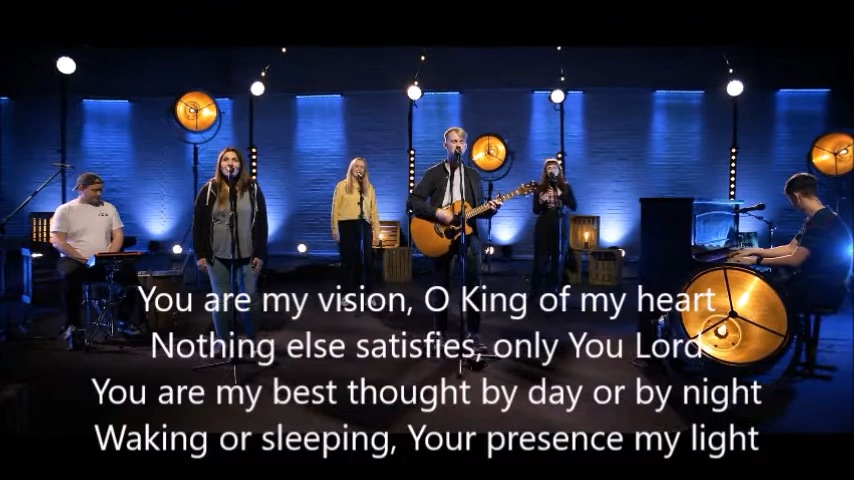 You are my vision, O King of my heart
Nothing else satisfies, only You Lord
You are my best thought by day or by night
Waking or sleeping, Your presence my light